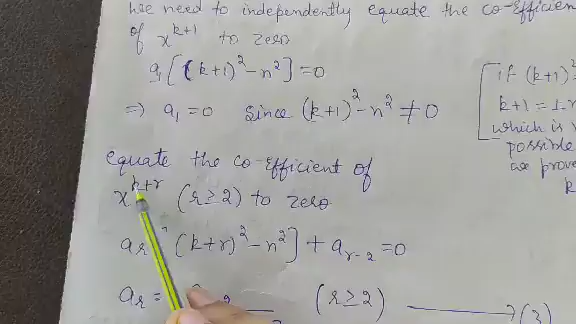 we need to independently equate the co-efficien
of x^{k+1} to zero
a_1[(k+1)^2-n^2]=0
⇒ a_1=0 since (k+1)^2-n^2≠0
if (k+1)^2
k+1=
which is
possible
we prove
equate the co-efficient of
x^{k+r} (r≥2) to zero
a_r (k+r)^2-n^2]+a_{r-2}=0
a_r = (r≥2) → (3)